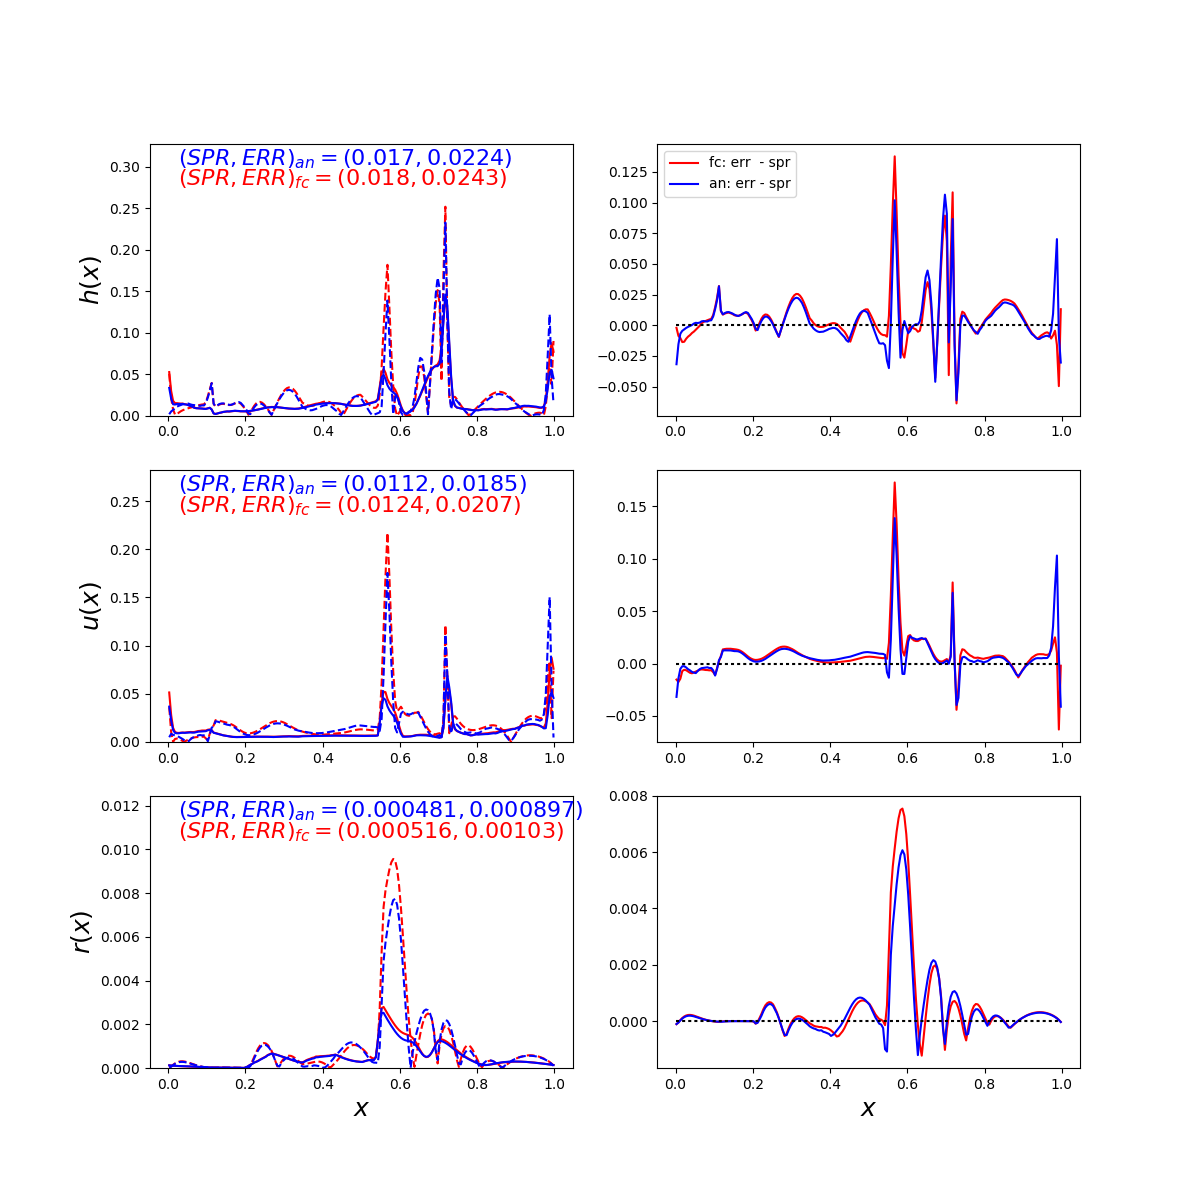 (SPR, ERR)an = (0.017, 0.0224)
(SPR, ERR)fc = (0.018, 0.0243)
h(x)
0.30
0.25
0.20
0.15
0.10
0.05
0.00
0.0 0.2 0.4 0.6 0.8 1.0
fc: err - spr
an: err - spr
0.125
0.100
0.075
0.050
0.025
0.000
−0.025
−0.050
0.0 0.2 0.4 0.6 0.8 1.0
(SPR, ERR)an = (0.0112, 0.0185)
(SPR, ERR)fc = (0.0124, 0.0207)
u(x)
0.25
0.20
0.15
0.10
0.05
0.00
0.0 0.2 0.4 0.6 0.8 1.0
0.15
0.10
0.05
0.00
−0.05
0.0 0.2 0.4 0.6 0.8 1.0
(SPR, ERR)an = (0.000481, 0.000897)
(SPR, ERR)fc = (0.000516, 0.00103)
r(x)
0.012
0.010
0.008
0.006
0.004
0.002
0.000
0.0 0.2 0.4 0.6 0.8 1.0
x
0.008
0.006
0.004
0.002
0.000
0.0 0.2 0.4 0.6 0.8 1.0
x